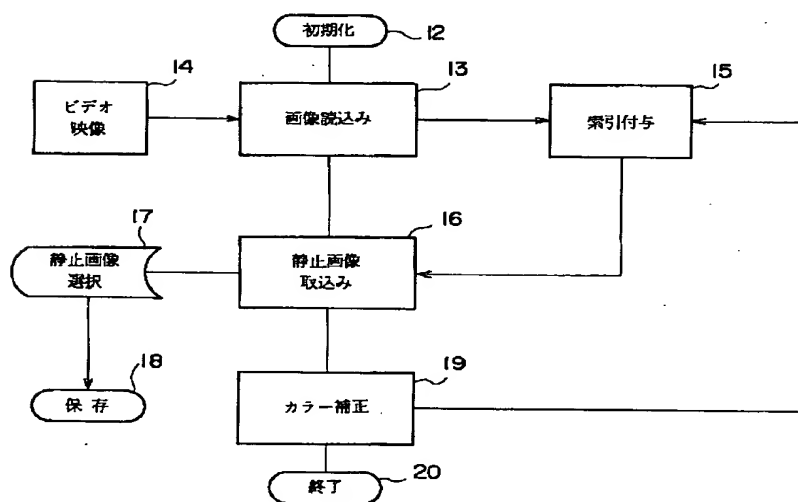 初期化
12
14
13
15
ビデオ
映像
画像読込み
索引付与
17
16
静止画像
選択
静止画像
取込み
18
19
保存
カラー補正
終了
20